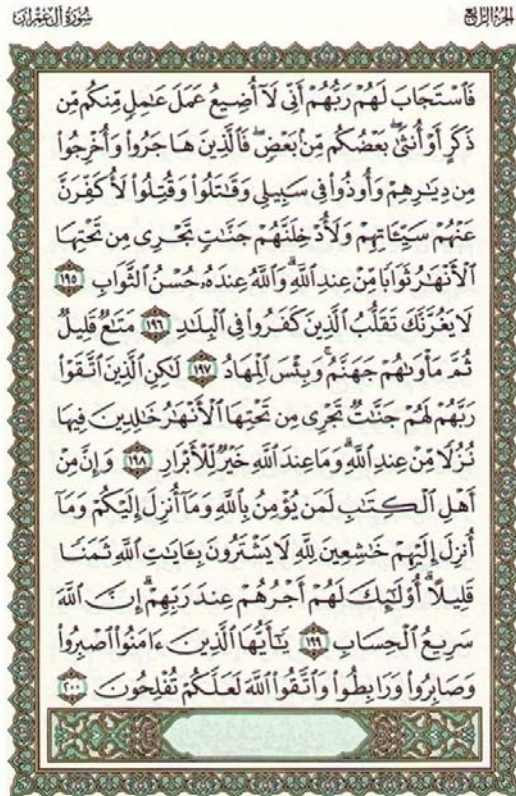 الجزء الرابع
سورة آل عمران
فَٱسْتَجَابَ لَهُمْ رَبُّهُمْ أَنِّى لَآ أُضِيعُ عَمَلَ عَٰمِلٍ مِّنكُم مِّن
ذَكَرٍ أَوْ أُنثَىٰ ۖ بَعْضُكُم مِّنۢ بَعْضٍ ۖ فَٱلَّذِينَ هَاجَرُوا۟ وَأُخْرِجُوا۟
مِن دِيَٰرِهِمْ وَأُوذُوا۟ فِى سَبِيلِى وَقَٰتَلُوا۟ وَقُتِلُوا۟ لَأُكَفِّرَنَّ
عَنْهُمْ سَيِّـَٔاتِهِمْ وَلَأُدْخِلَنَّهُمْ جَنَّٰتٍ تَجْرِى مِن تَحْتِهَا
ٱلْأَنْهَٰرُ ثَوَابًا مِّنْ عِندِ ٱللَّهِ ۗ وَٱللَّهُ عِندَهُۥ حُسْنُ ٱلثَّوَابِ ١٩٥
لَا يَغُرَّنَّكَ تَقَلُّبُ ٱلَّذِينَ كَفَرُوا۟ فِى ٱلْبِلَٰدِ ١٩٦ مَتَٰعٌ قَلِيلٌ
ثُمَّ مَأْوَىٰهُمْ جَهَنَّمُ ۚ وَبِئْسَ ٱلْمِهَادُ ١٩٧ لَٰكِنِ ٱلَّذِينَ ٱتَّقَوْا۟
رَبَّهُمْ لَهُمْ جَنَّٰتٌ تَجْرِى مِن تَحْتِهَا ٱلْأَنْهَٰرُ خَٰلِدِينَ فِيهَا
نُزُلًا مِّنْ عِندِ ٱللَّهِ ۗ وَمَا عِندَ ٱللَّهِ خَيْرٌ لِّلْأَبْرَارِ ١٩٨ وَإِنَّ مِنْ
أَهْلِ ٱلْكِتَٰبِ لَمَن يُؤْمِنُ بِٱللَّهِ وَمَآ أُنزِلَ إِلَيْكُمْ وَمَآ
أُنزِلَ إِلَيْهِمْ خَٰشِعِينَ لِلَّهِ لَا يَشْتَرُونَ بِـَٔايَٰتِ ٱللَّهِ ثَمَنًا
قَلِيلًا ۗ أُو۟لَٰٓئِكَ لَهُمْ أَجْرُهُمْ عِندَ رَبِّهِمْ ۗ إِنَّ ٱللَّهَ
سَرِيعُ ٱلْحِسَابِ ١٩٩ يَٰٓأَيُّهَا ٱلَّذِينَ ءَامَنُوا۟ ٱصْبِرُوا۟
وَصَابِرُوا۟ وَرَابِطُوا۟ وَٱتَّقُوا۟ ٱللَّهَ لَعَلَّكُمْ تُفْلِحُونَ ٢٠٠